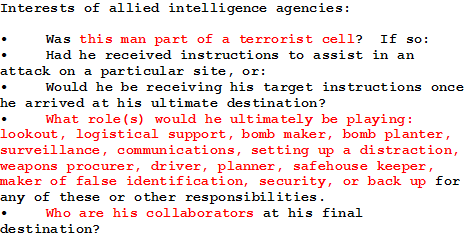 Interests of allied intelligence agencies:
•    Was this man part of a terrorist cell?  If so:
•    Had he received instructions to assist in an
attack on a particular site, or:
•    Would he be receiving his target instructions once
he arrived at his ultimate destination?
•    What role(s) would he ultimately be playing:
lookout, logistical support, bomb maker, bomb planter,
surveillance, communications, setting up a distraction,
weapons procurer, driver, planner, safehouse keeper,
maker of false identification, security, or back up for
any of these or other responsibilities.
•    Who are his collaborators at his final
destination?